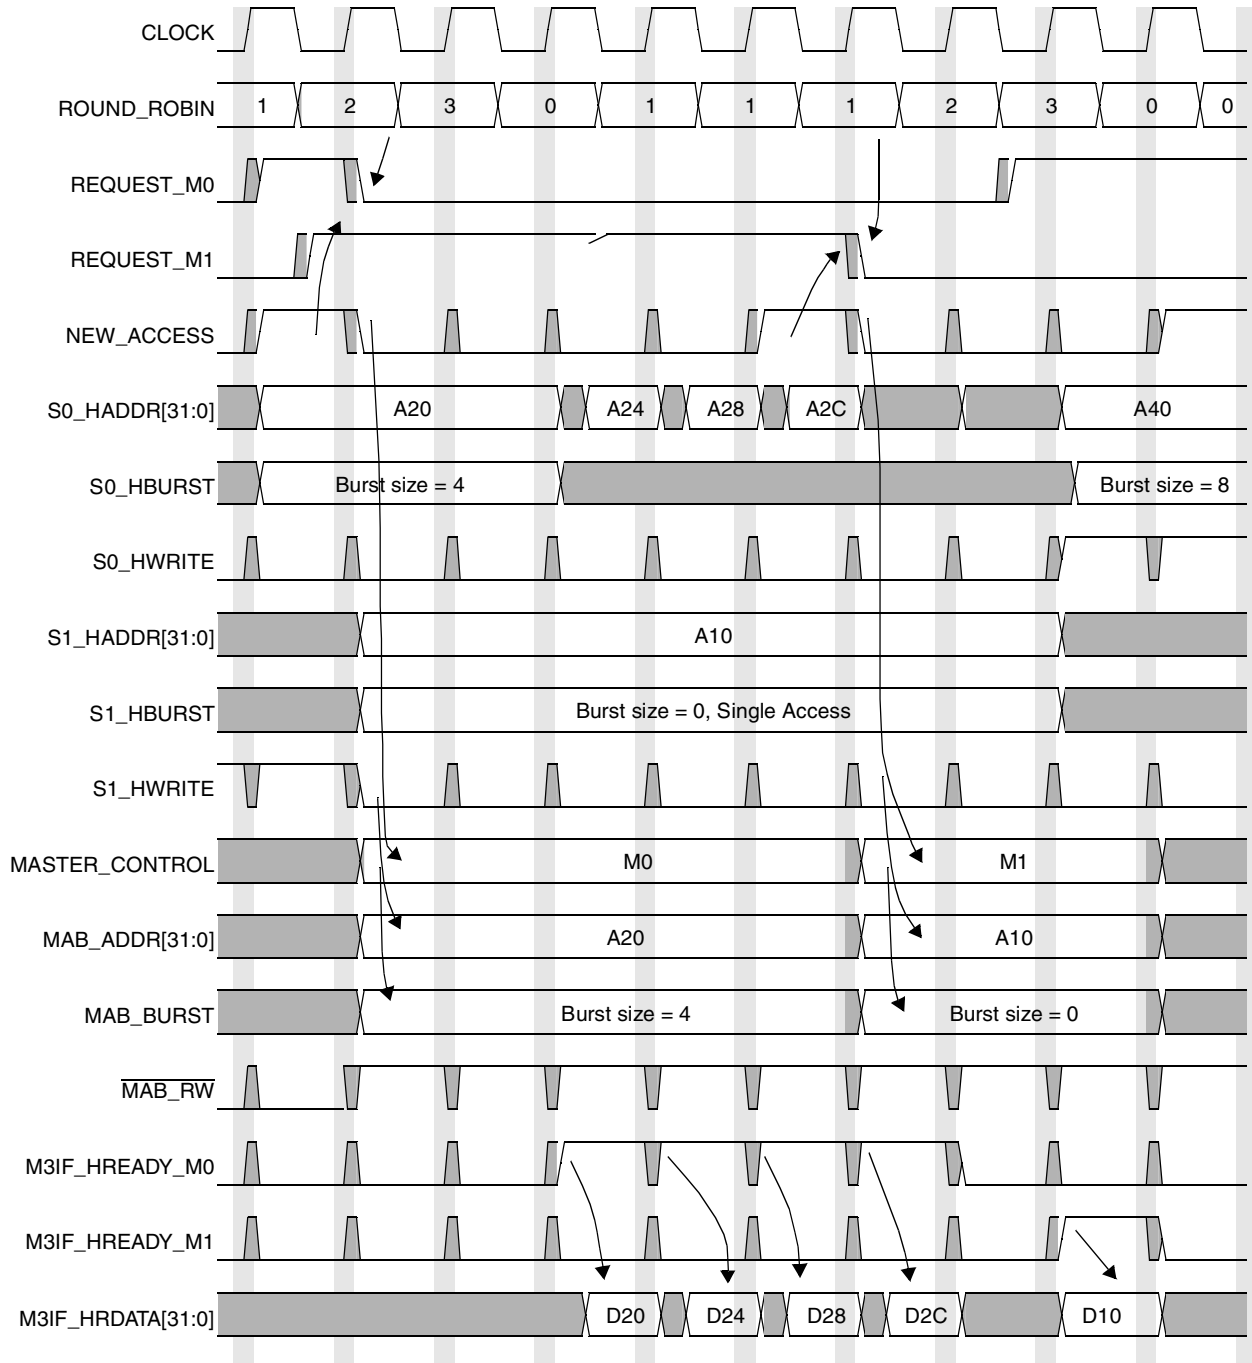 CLOCK
ROUND_ROBIN 1 2 3 0 1 1 1 2 3 0 0
REQUEST_M0
REQUEST_M1
NEW_ACCESS
S0_HADDR[31:0] A20 A24 A28 A2C A40
S0_HBURST Burst size = 4 Burst size = 8
S0_HWRITE
S1_HADDR[31:0] A10
S1_HBURST Burst size = 0, Single Access
S1_HWRITE
MASTER_CONTROL M0 M1
MAB_ADDR[31:0] A20 A10
MAB_BURST Burst size = 4 Burst size = 0
MAB_RW
M3IF_HREADY_M0
M3IF_HREADY_M1
M3IF_HRDATA[31:0] D20 D24 D28 D2C D10